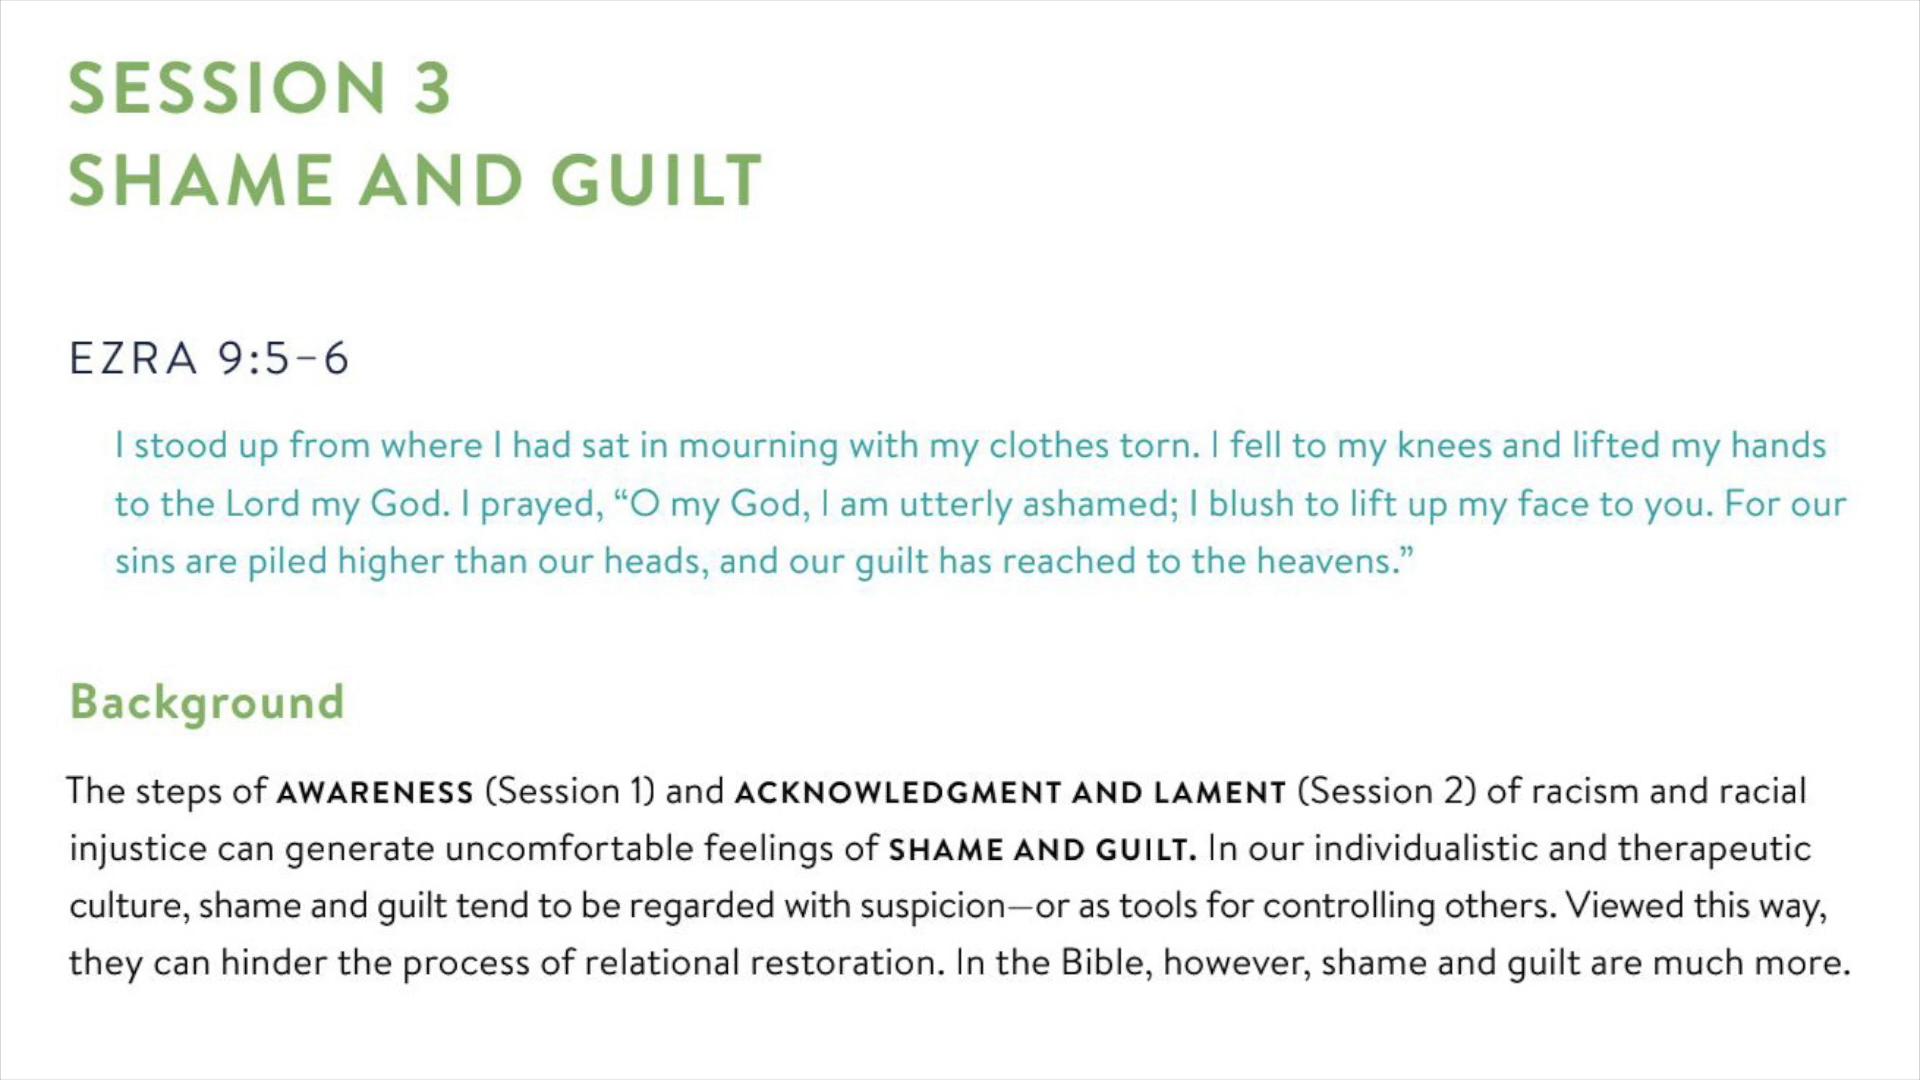 SESSION 3
SHAME AND GUILT
EZRA 9:5–6
I stood up from where I had sat in mourning with my clothes torn. I fell to my knees and lifted my hands
to the Lord my God. I prayed, “O my God, I am utterly ashamed; I blush to lift up my face to you. For our
sins are piled higher than our heads, and our guilt has reached to the heavens.”
Background
The steps of AWARENESS (Session 1) and ACKNOWLEDGMENT AND LAMENT (Session 2) of racism and racial
injustice can generate uncomfortable feelings of SHAME AND GUILT. In our individualistic and therapeutic
culture, shame and guilt tend to be regarded with suspicion—or as tools for controlling others. Viewed this way,
they can hinder the process of relational restoration. In the Bible, however, shame and guilt are much more.